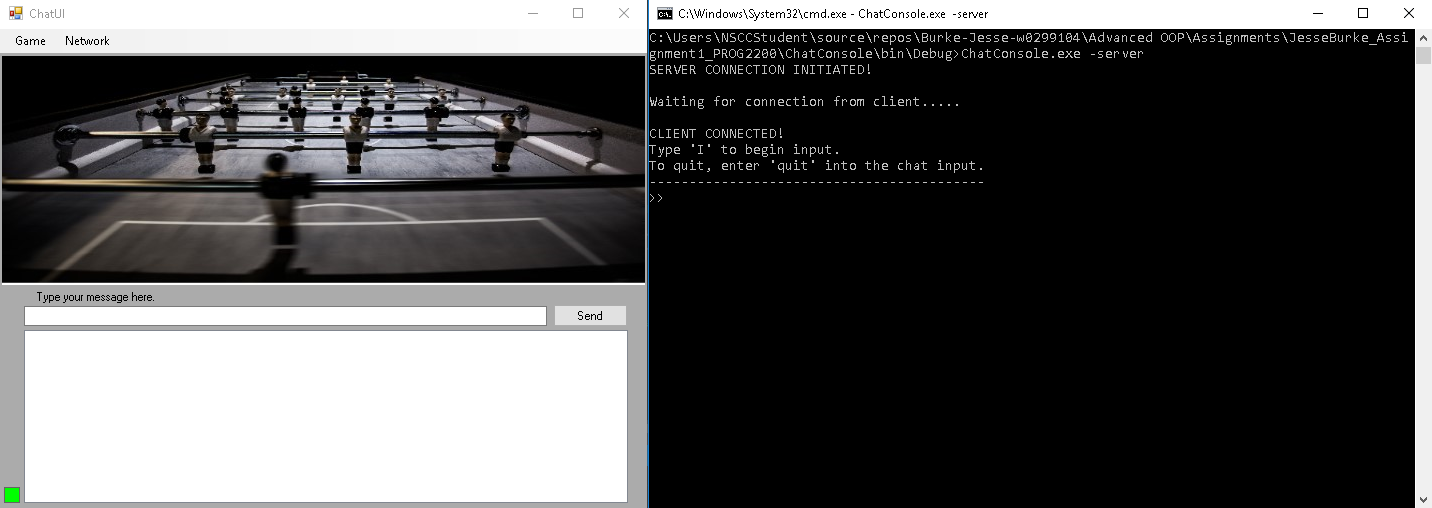 ChatUI
Game Network
Type your message here.
Send
C:\Windows\System32\cmd.exe - ChatConsole.exe -server
C:\Users\NSCCStudent\source\repos\Burke-Jesse-w0299104\Advanced OOP\Assignments\JesseBurke_Assi
gnment1_PROG2200\ChatConsole\bin\Debug>ChatConsole.exe -server
SERVER CONNECTION INITIATED!
Waiting for connection from client.....
CLIENT CONNECTED!
Type 'I' to begin input.
To quit, enter 'quit' into the chat input.
------------------------------------------
>>